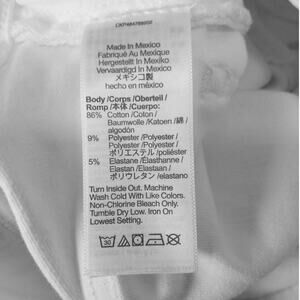 Made In Mexico
Fabriqué Au Mexique
Hergestellt In Mexiko
Vervaardigd In Mexico
メキシコ製
hecho en méxico
Body/Corps/Oberteil/
Romp/本体/Cuerpo:
86% Cotton/Coton/
Baumwolle/Katoen/綿/
algodón
9% Polyester/Polyester/
Polyester/Polyester/
ポリエステル/poliéster
5% Elastane/Elasthanne/
Elastan/Elastaan/
ポリウレタン/elastano
Turn Inside Out. Machine
Wash Cold With Like Colors.
Non-Chlorine Bleach Only.
Tumble Dry Low. Iron On
Lowest Setting.
30